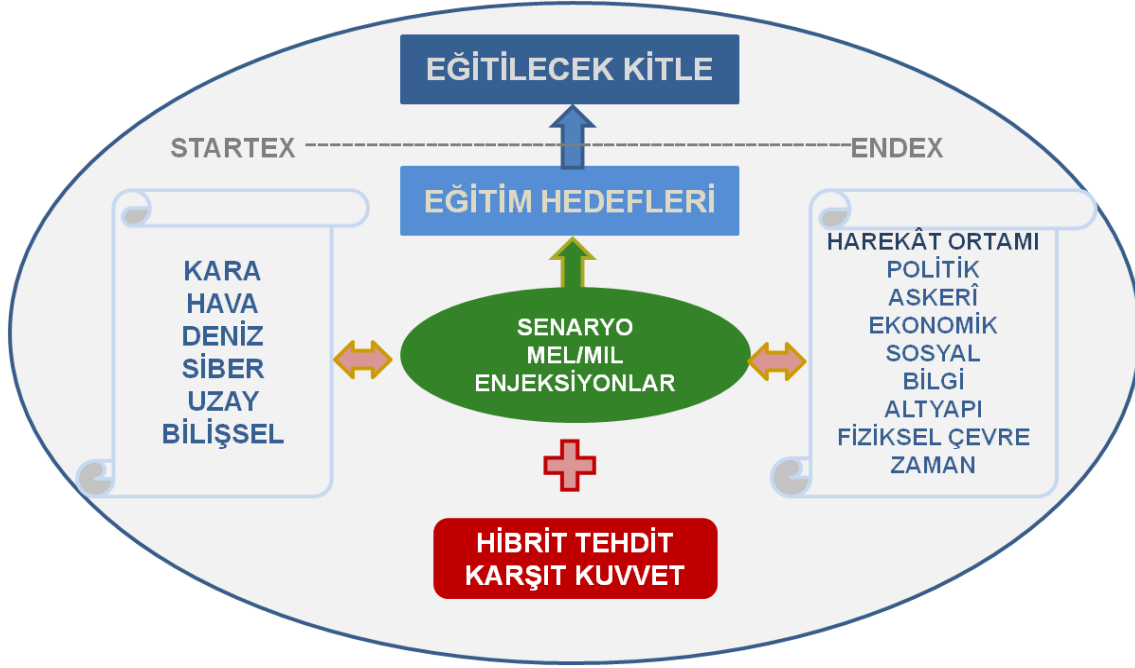 EĞİTİLECEK KİTLE
STARTEX
ENDEX
EĞİTİM HEDEFLERİ
KARA
HAVA
DENİZ
SİBER
UZAY
BİLİŞSEL
SENARYO
MEL/MIL
ENJEKSİYONLAR
HAREKÂT ORTAMI
POLİTİK
ASKERÎ
EKONOMİK
SOSYAL
BİLGİ
ALTYAPI
FİZİKSEL ÇEVRE
ZAMAN
HİBRİT TEHDİT
KARŞIT KUVVET